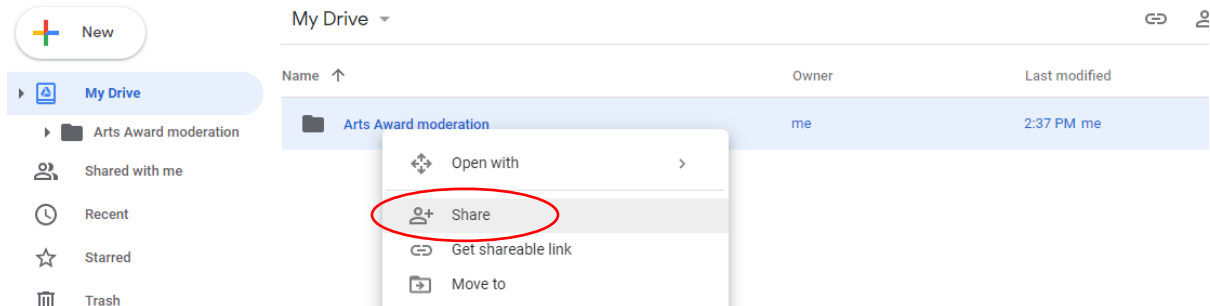 New
My Drive
Name
Owner
Last modified
My Drive
Arts Award moderation
me
2:37 PM me
Arts Award moderation
Shared with me
Recent
Starred
Trash
Open with
Share
Get shareable link
Move to